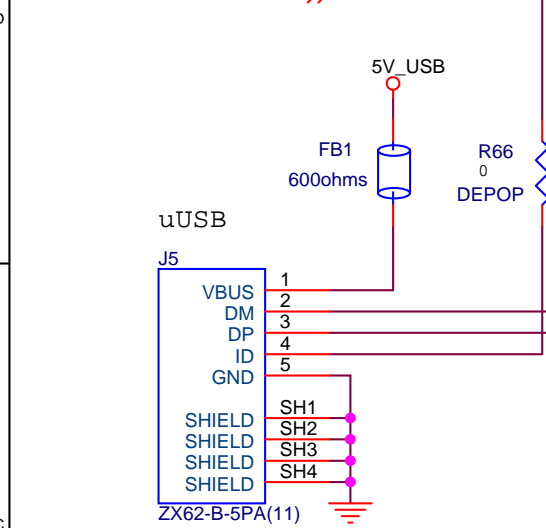 5V_USB
FB1
600ohms
R66
0
DEPOP
uUSB
J5
VBUS 1
DM 2
DP 3
ID 4
GND 5
SHIELD SH1
SHIELD SH2
SHIELD SH3
SHIELD SH4
ZX62-B-5PA(11)